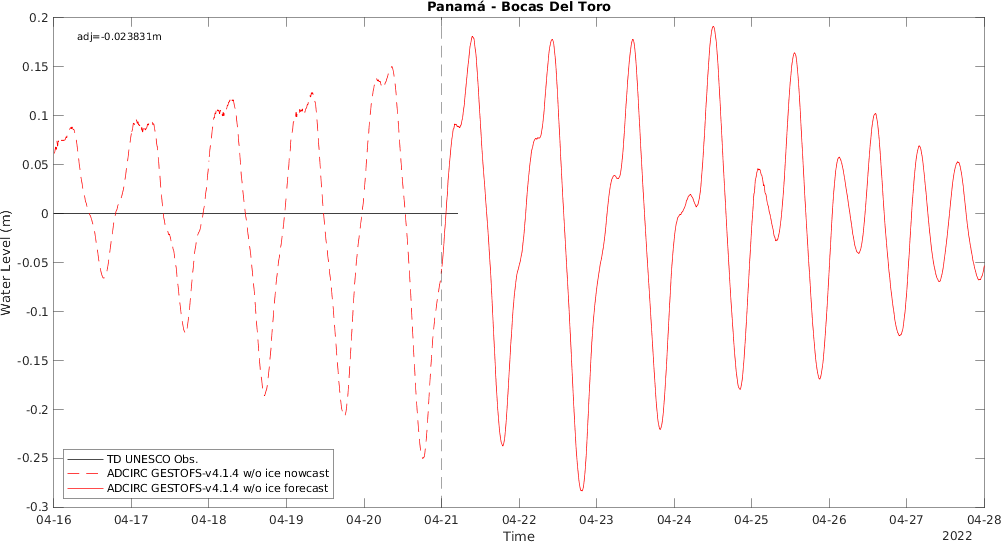 Panamá - Bocas Del Toro
adj=-0.023831m
0.2
0.15
0.1
0.05
0
-0.05
-0.1
-0.15
-0.2
-0.25
-0.3
Water Level (m)
TD UNESCO Obs.
ADCIRC GESTOFS-v4.1.4 w/o ice nowcast
ADCIRC GESTOFS-v4.1.4 w/o ice forecast
04-16 04-17 04-18 04-19 04-20 04-21 04-22 04-23 04-24 04-25 04-26 04-27 04-28
Time
2022